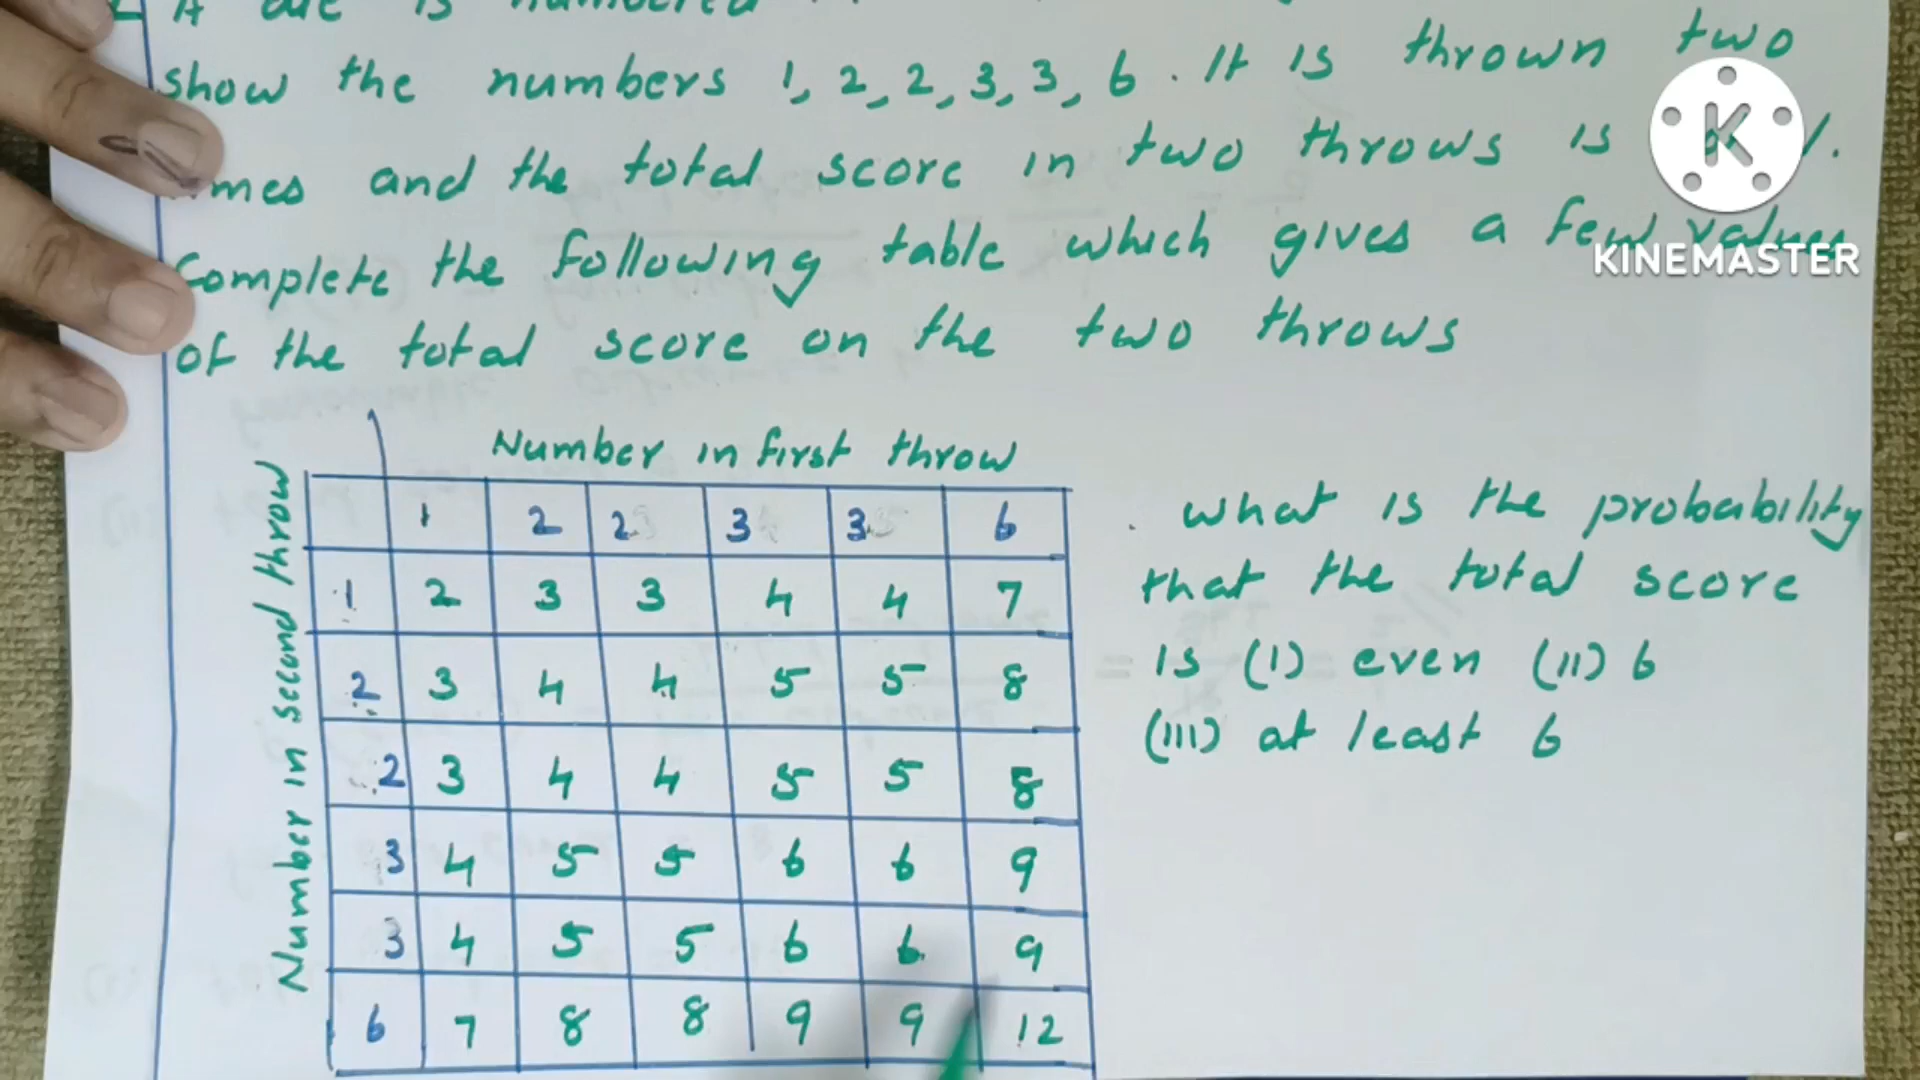 A die is numbered
show the numbers 1, 2, 2, 3, 3, 6. It is thrown two
mes and the total score in two throws is
complete the following table which gives a few values
of the total score on the two throws
K
KINEMASTER
Number in first throw
Number in second throw
1 2 2 3 3 6
1 2 3 3 4 4 7
2 3 4 4 5 5 8
2 3 4 4 5 5 8
3 4 5 5 6 6 9
3 4 5 5 6 6 9
6 7 8 8 9 9 12
what is the probability
that the total score
is (I) even (II) 6
(III) at least 6